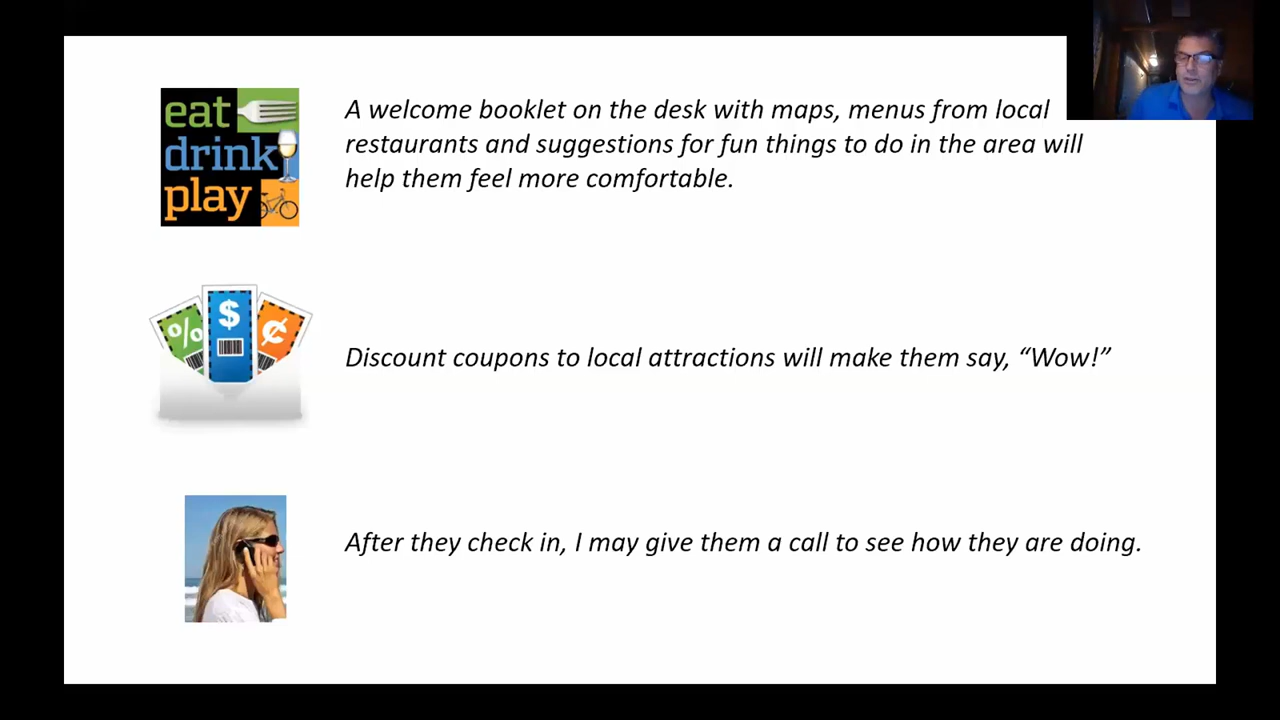 eat
drink
play
A welcome booklet on the desk with maps, menus from local
restaurants and suggestions for fun things to do in the area will
help them feel more comfortable.
% $ ¢
Discount coupons to local attractions will make them say, “Wow!”
After they check in, I may give them a call to see how they are doing.